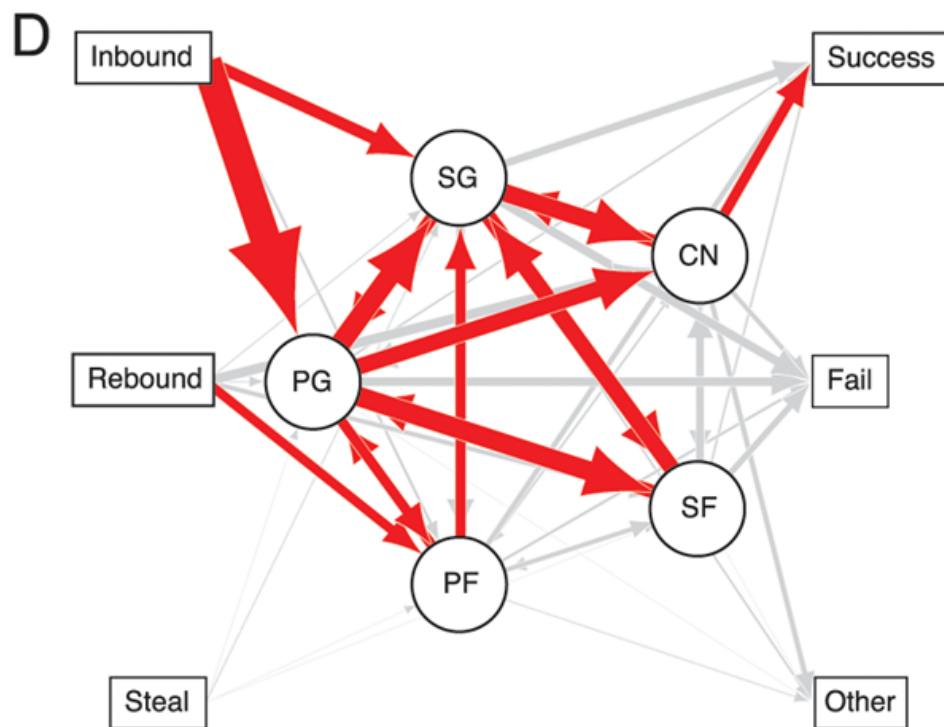 D
Inbound
Success
SG
CN
Rebound
PG
Fail
SF
PF
Steal
Other